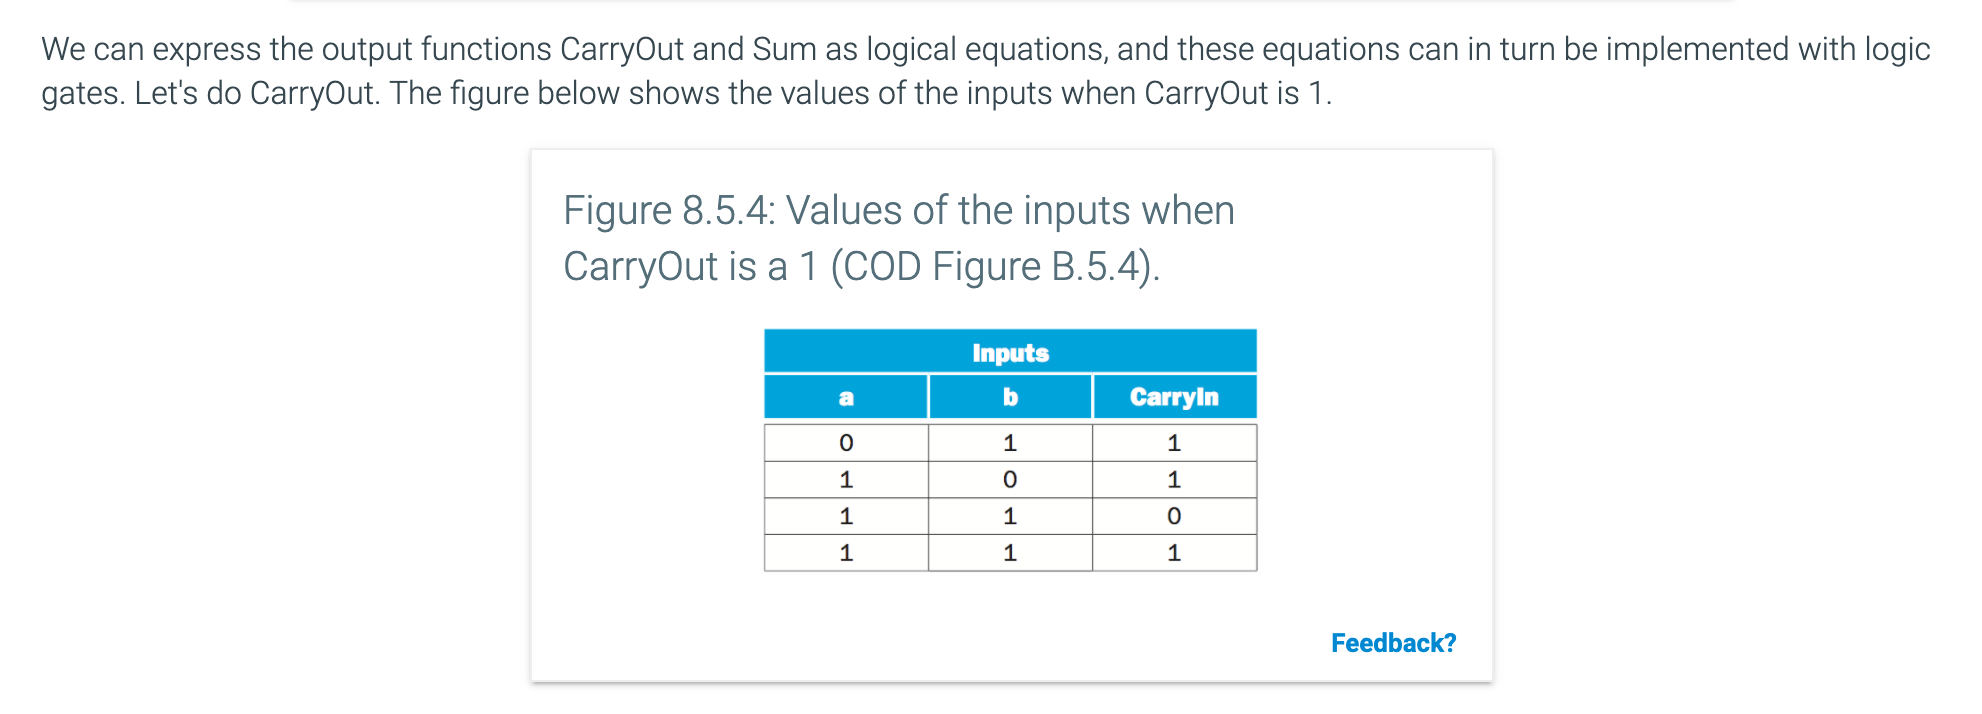 We can express the output functions CarryOut and Sum as logical equations, and these equations can in turn be implemented with logic
gates. Let's do CarryOut. The figure below shows the values of the inputs when CarryOut is 1.
Figure 8.5.4: Values of the inputs when
CarryOut is a 1 (COD Figure B.5.4).
Inputs
a b CarryIn
0 1 1
1 0 1
1 1 0
1 1 1
Feedback?